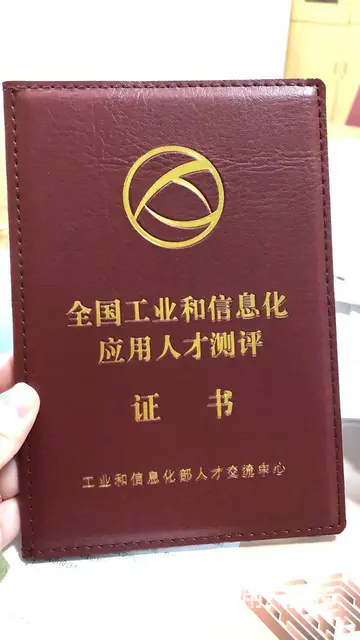 全国工业和信息化
应用人才测评
证 书
工业和信息化部人才交流中心